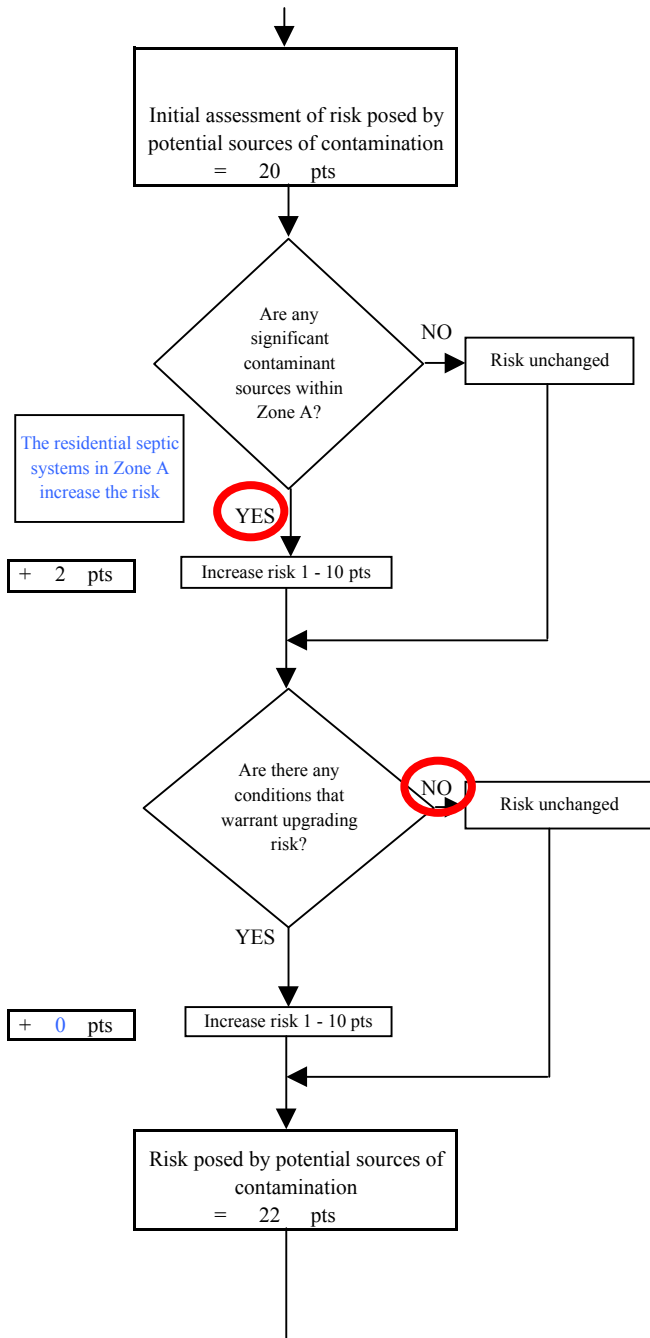 Initial assessment of risk posed by
potential sources of contamination
= 20 pts
Are any
significant
contaminant
sources within
Zone A?
NO
Risk unchanged
The residential septic
systems in Zone A
increase the risk
YES
+ 2 pts
Increase risk 1 - 10 pts
Are there any
conditions that
warrant upgrading
risk?
NO
Risk unchanged
YES
+ 0 pts
Increase risk 1 - 10 pts
Risk posed by potential sources of
contamination
= 22 pts